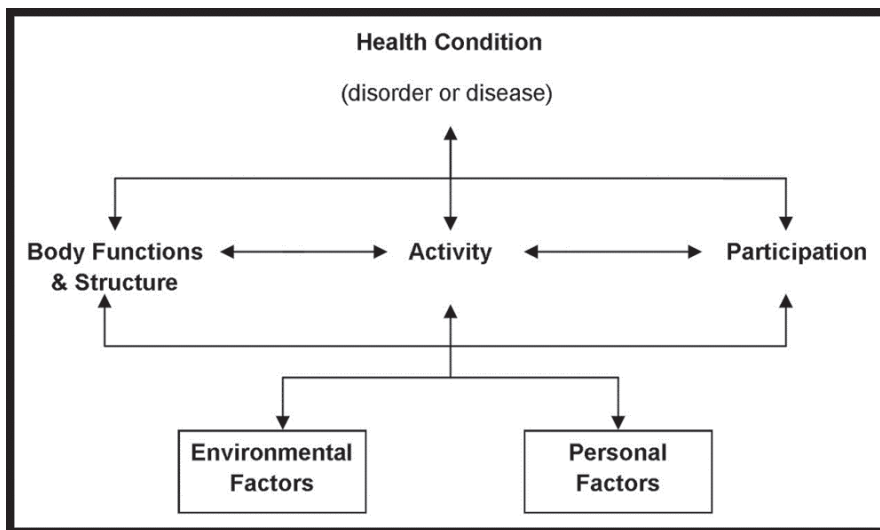 Health Condition
(disorder or disease)
Body Functions
& Structure
Activity
Participation
Environmental
Factors
Personal
Factors